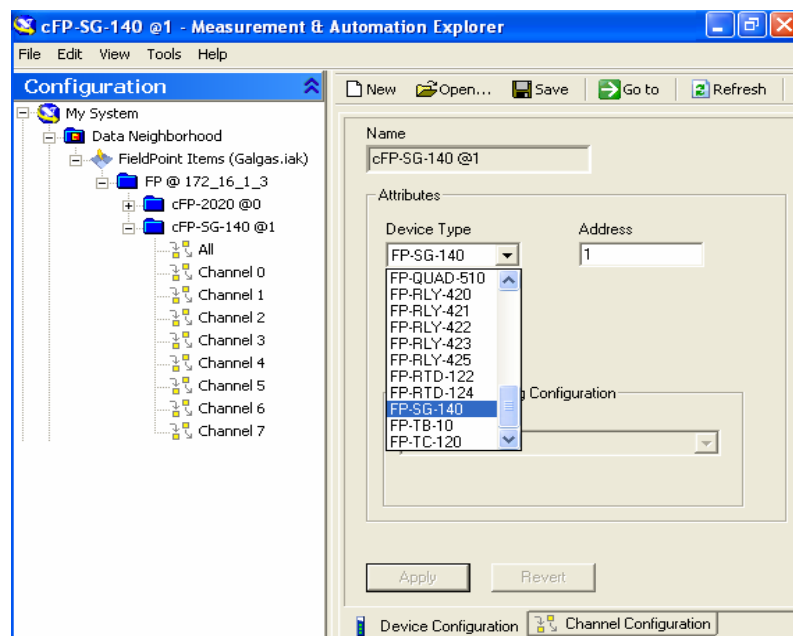 cFP-SG-140 @1 - Measurement & Automation Explorer
File Edit View Tools Help
Configuration
My System
Data Neighborhood
FieldPoint Items (Galgas.iak)
FP @ 172_16_1_3
cFP-2020 @0
cFP-SG-140 @1
All
Channel 0
Channel 1
Channel 2
Channel 3
Channel 4
Channel 5
Channel 6
Channel 7
New Open... Save Go to Refresh
Name
cFP-SG-140 @1
Attributes
Device Type Address
FP-SG-140 1
FP-QUAD-510
FP-RLY-420
FP-RLY-421
FP-RLY-422
FP-RLY-423
FP-RLY-425
FP-RTD-122
FP-RTD-124
Configuration
FP-SG-140
FP-TB-10
FP-TC-120
Apply Revert
Device Configuration Channel Configuration